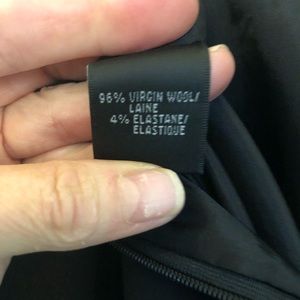 96% VIRGIN WOOL/
LAINE
4% ELASTANE/
ELASTIQUE